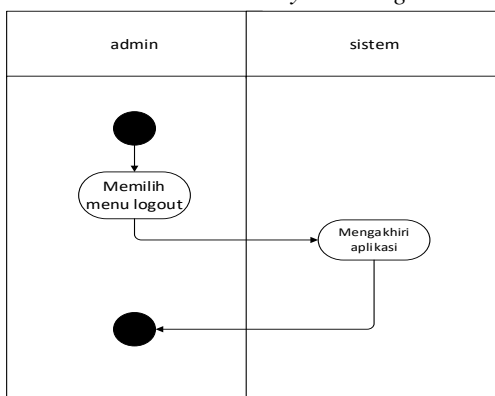 admin
sistem
Memilih
menu logout
Mengakhiri
aplikasi